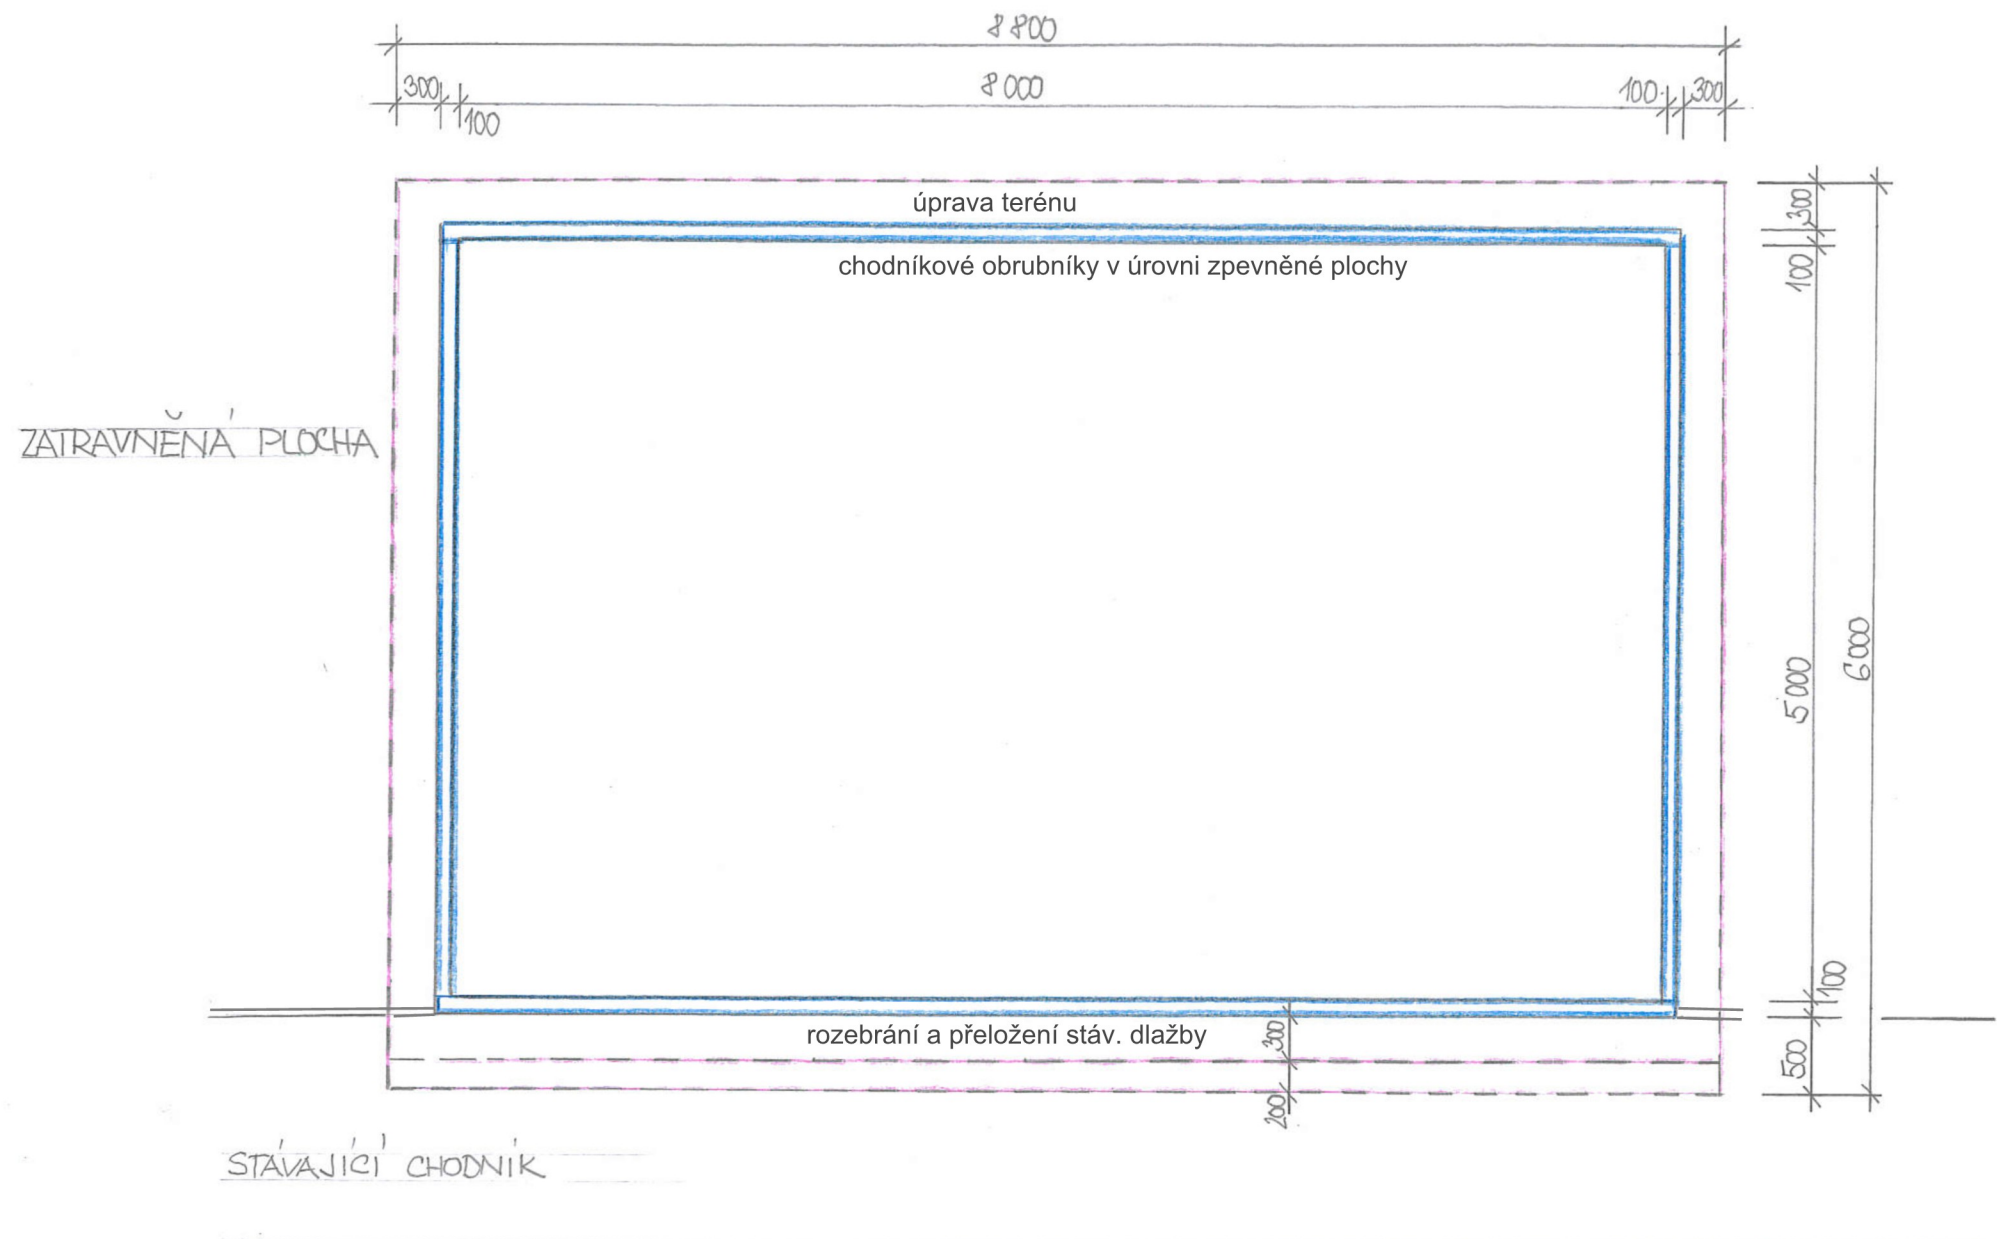 8 800
300
8 000
100
300
100
úprava terénu
300
chodníkové obrubníky v úrovni zpevněné plochy
100
ZATRAVNĚNÁ PLOCHA
5 000
6 000
100
rozebrání a přeložení stáv. dlažby
300
500
200
STÁVAJÍCÍ CHODNÍK